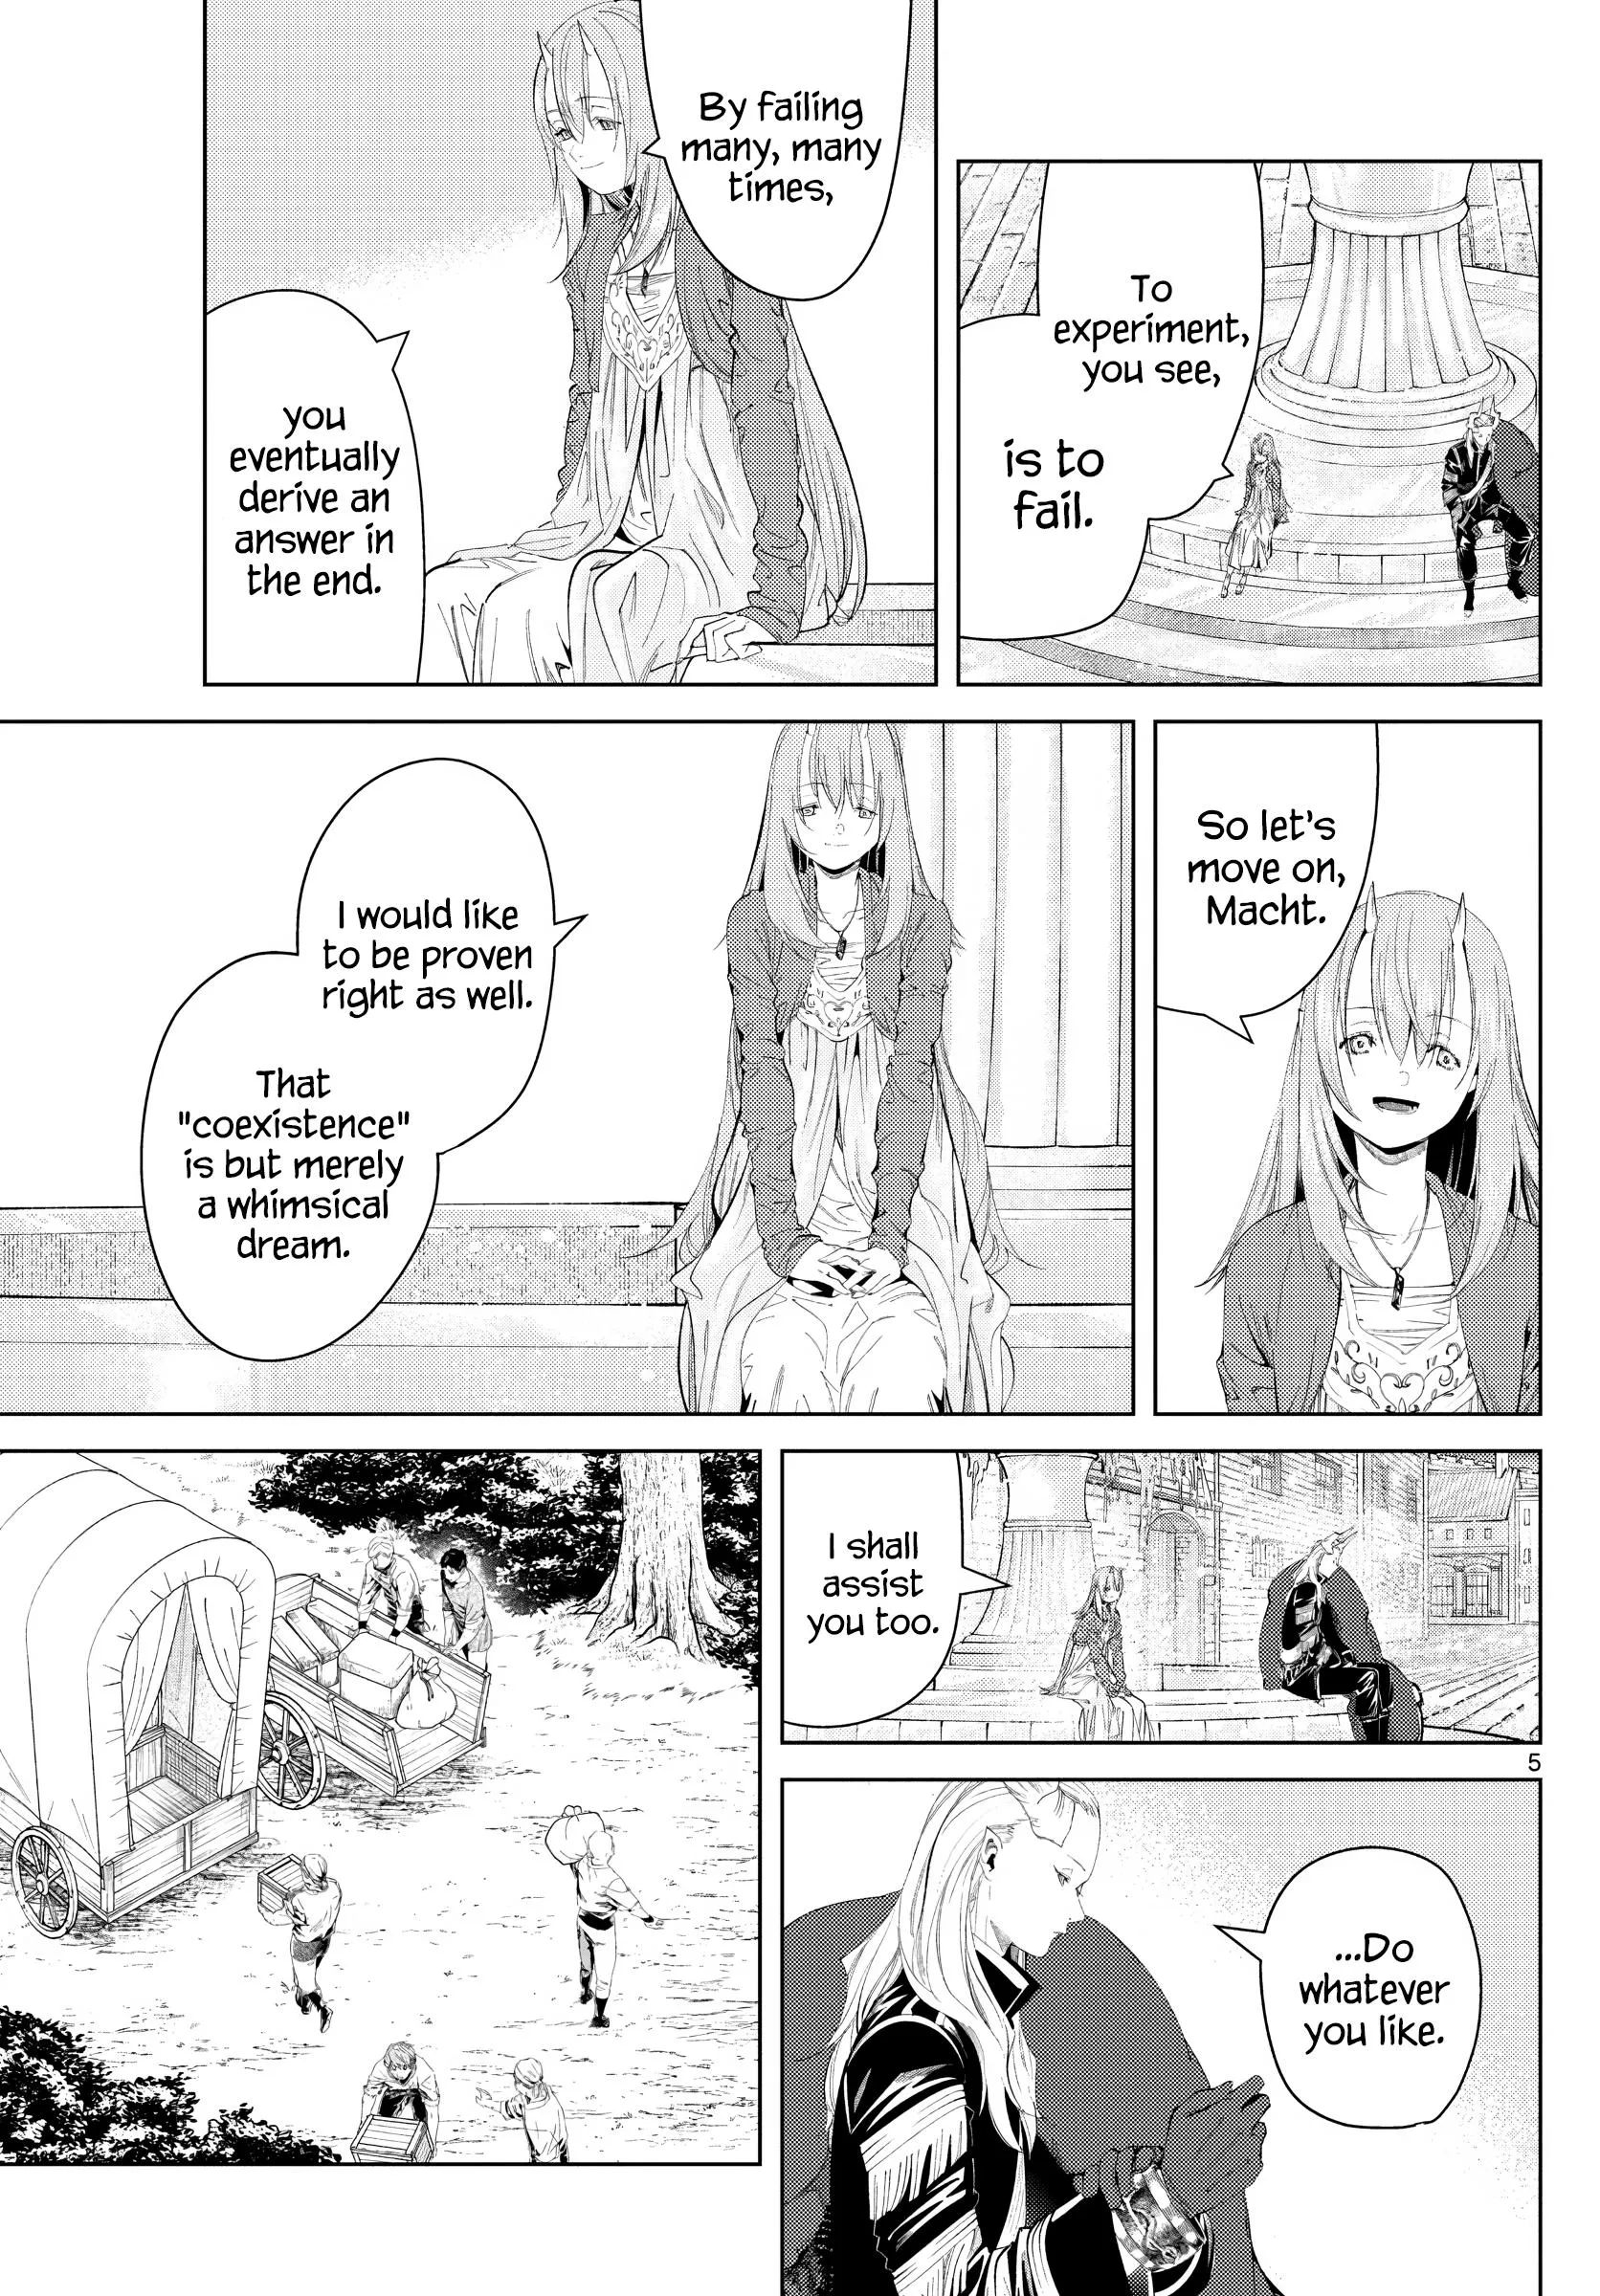 To
experiment,
you see,
is to
fail.
By failing
many, many
times,
you
eventually
derive an
answer in
the end.
So let's
move on,
Macht.
I would like
to be proven
right as well.
That
"coexistence"
is but merely
a whimsical
dream.
I shall
assist
you too.
5
...Do
whatever
you like.